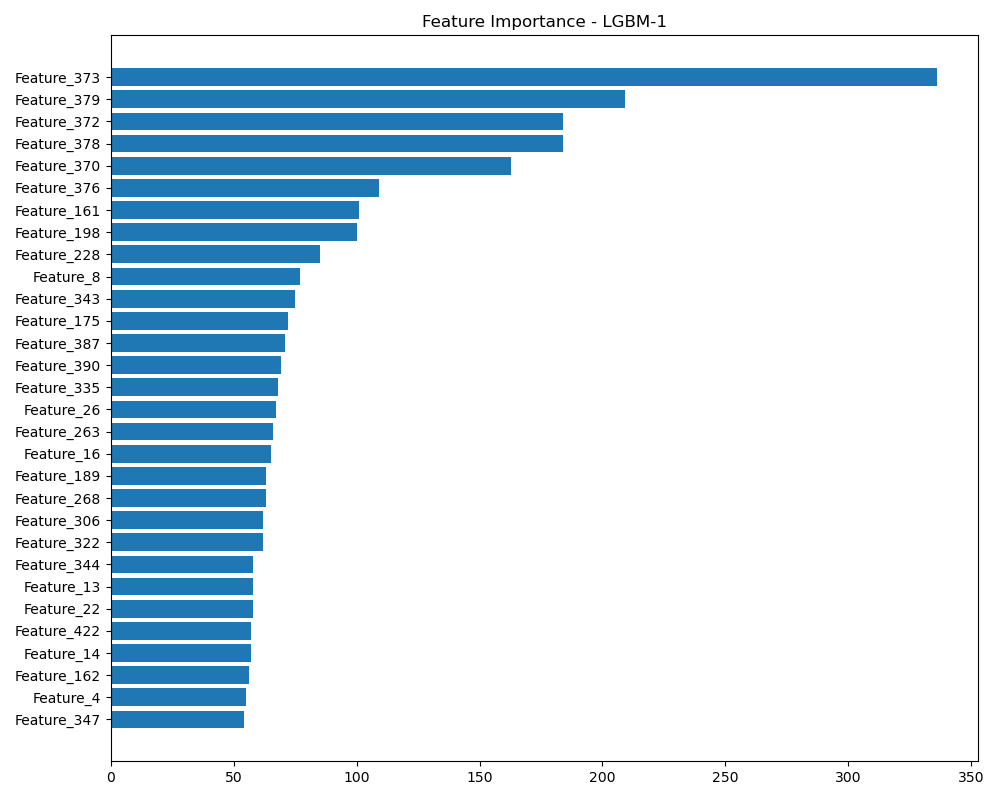 Feature Importance - LGBM-1
Feature_373
Feature_379
Feature_372
Feature_378
Feature_370
Feature_376
Feature_161
Feature_198
Feature_228
Feature_8
Feature_343
Feature_175
Feature_387
Feature_390
Feature_335
Feature_26
Feature_263
Feature_16
Feature_189
Feature_268
Feature_306
Feature_322
Feature_344
Feature_13
Feature_22
Feature_422
Feature_14
Feature_162
Feature_4
Feature_347
0 50 100 150 200 250 300 350